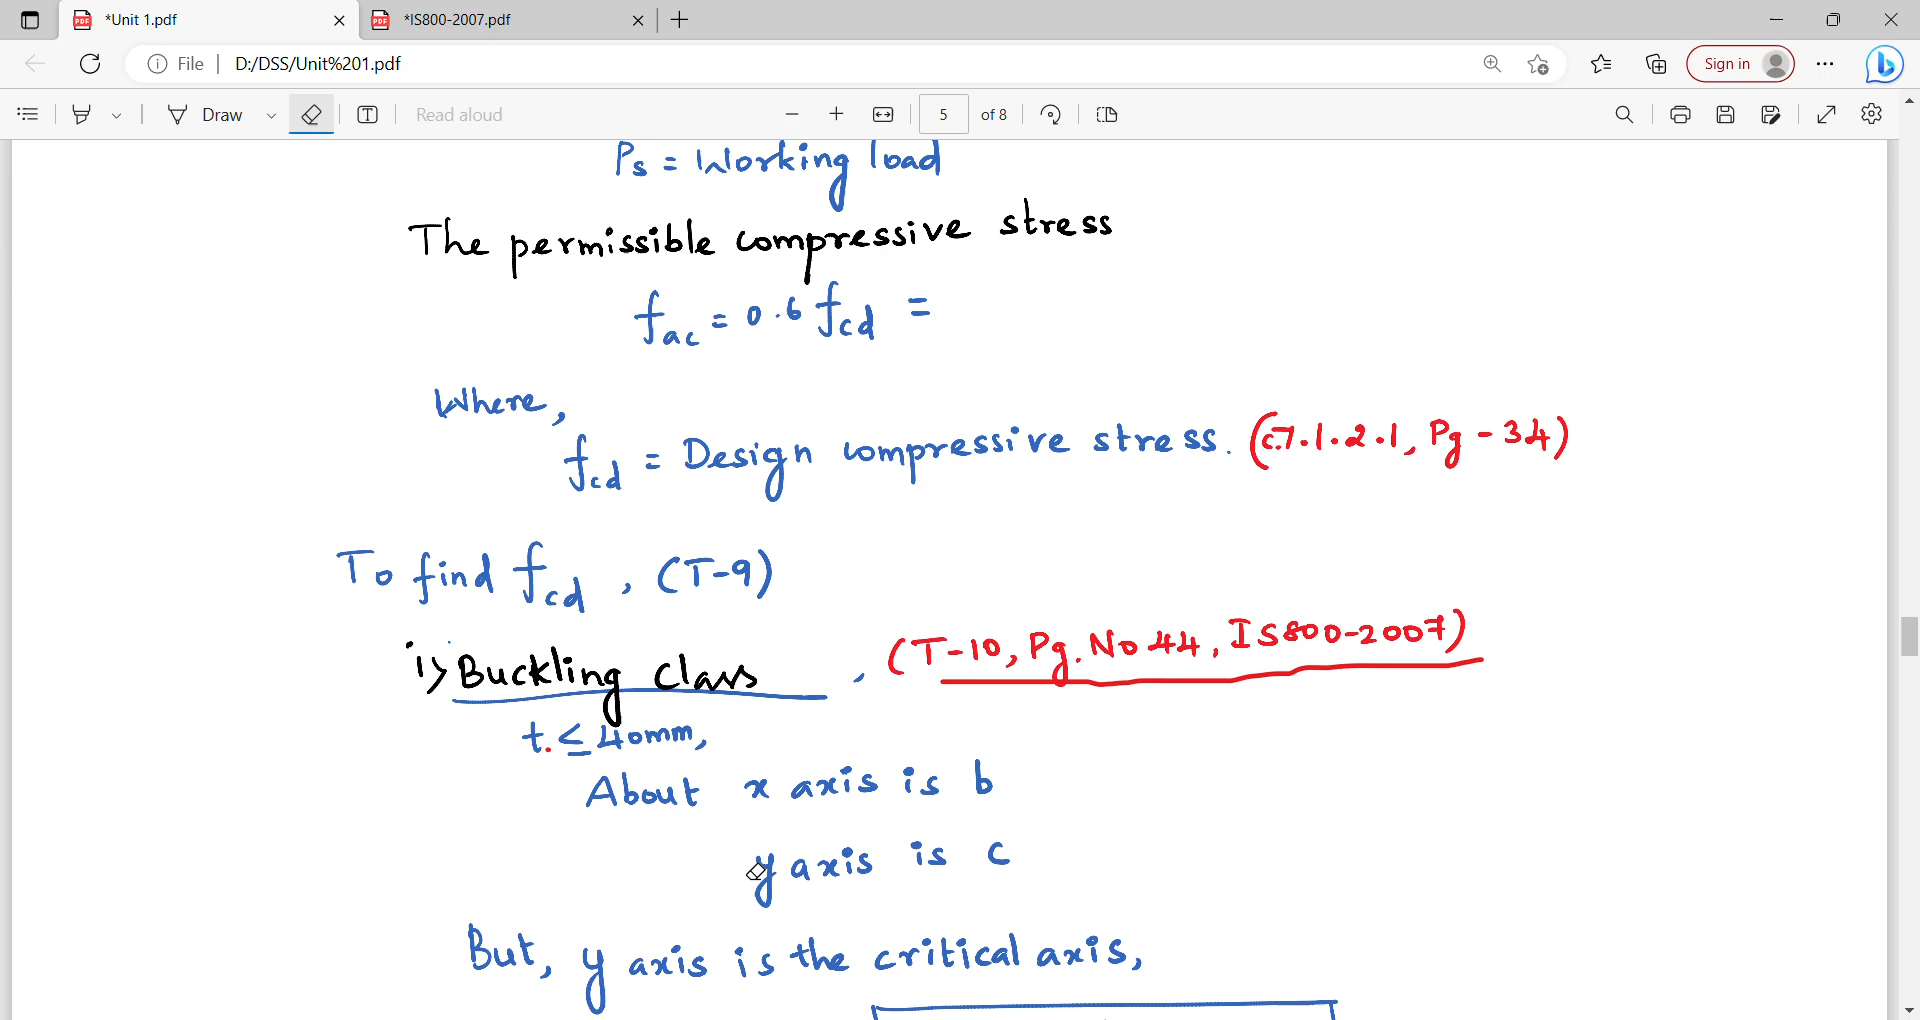 *Unit 1.pdf
*IS800-2007.pdf
File
D:/DSS/Unit%201.pdf
Sign in
Draw
Read aloud
5 of 8
Ps = Working load
The permissible compressive stress
fac = 0.6 fcd =
Where,
fcd = Design compressive stress. (c.7.1.2.1, Pg - 34)
To find fcd, (T-9)
i) Buckling class, (T-10, Pg. No 44, IS800-2007)
t. ≤ 40mm,
About x axis is b
y axis is c
But, y axis is the critical axis,